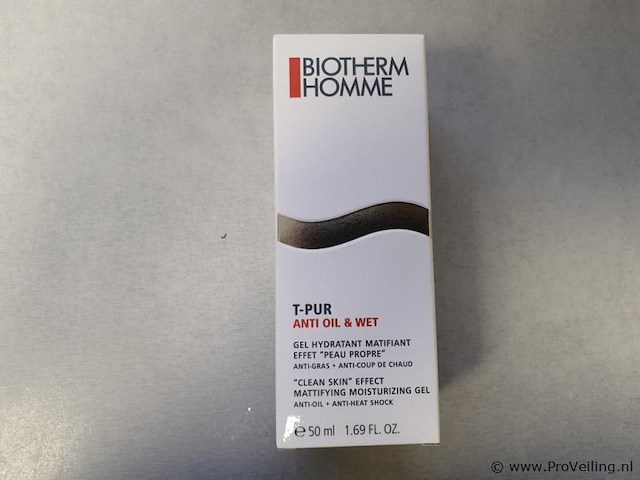 BIOTHERM
HOMME
T-PUR
ANTI OIL & WET
GEL HYDRATANT MATIFIANT
EFFET "PEAU PROPRE"
ANTI-GRAS + ANTI-COUP DE CHAUD
"CLEAN SKIN" EFFECT
MATTIFYING MOISTURIZING GEL
ANTI-OIL + ANTI-HEAT SHOCK
℮ 50 ml 1.69 FL. OZ.
© www.ProVeiling.nl